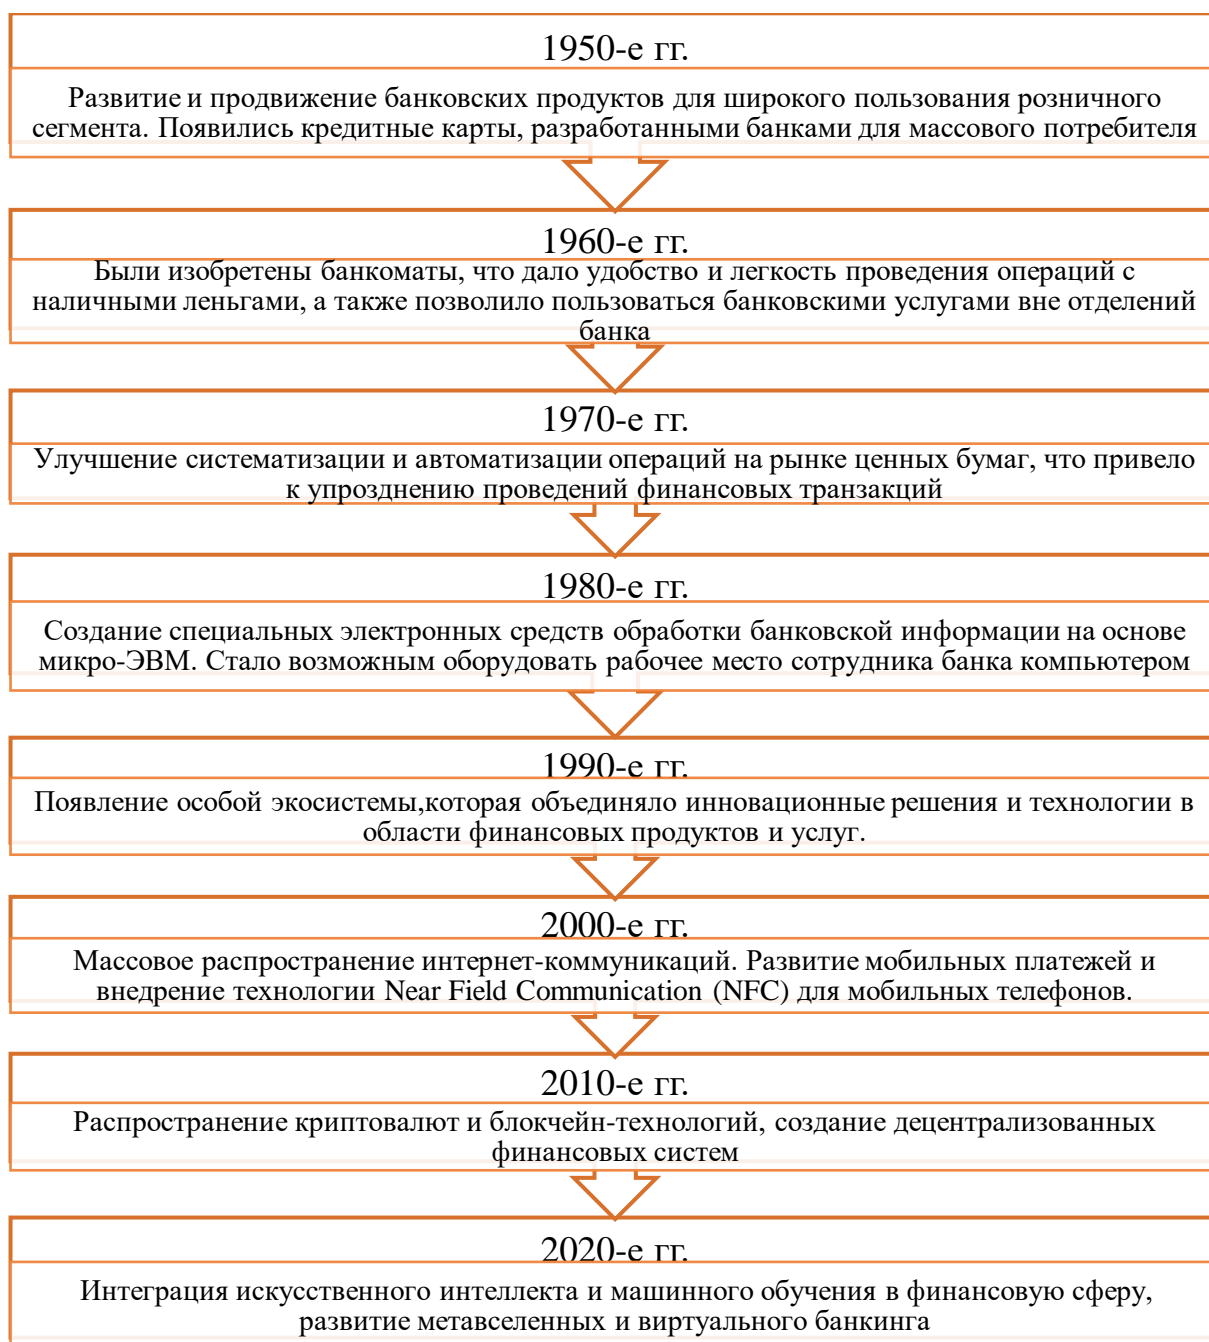 1950-е гг.
Развитие и продвижение банковских продуктов для широкого пользования розничного
сегмента. Появились кредитные карты, разработанными банками для массового потребителя
1960-е гг.
Были изобретены банкоматы, что дало удобство и легкость проведения операций с
наличными леньгами, а также позволило пользоваться банковскими услугами вне отделений
банка
1970-е гг.
Улучшение систематизации и автоматизации операций на рынке ценных бумаг, что привело
к упрозднению проведений финансовых транзакций
1980-е гг.
Создание специальных электронных средств обработки банковской информации на основе
микро-ЭВМ. Стало возможным оборудовать рабочее место сотрудника банка компьютером
1990-е гг.
Появление особой экосистемы,которая объединяло инновационные решения и технологии в
области финансовых продуктов и услуг.
2000-е гг.
Массовое распространение интернет-коммуникаций. Развитие мобильных платежей и
внедрение технологии Near Field Communication (NFC) для мобильных телефонов.
2010-е гг.
Распространение криптовалют и блокчейн-технологий, создание децентрализованных
финансовых систем
2020-е гг.
Интеграция искусственного интеллекта и машинного обучения в финансовую сферу,
развитие метавселенных и виртуального банкинга